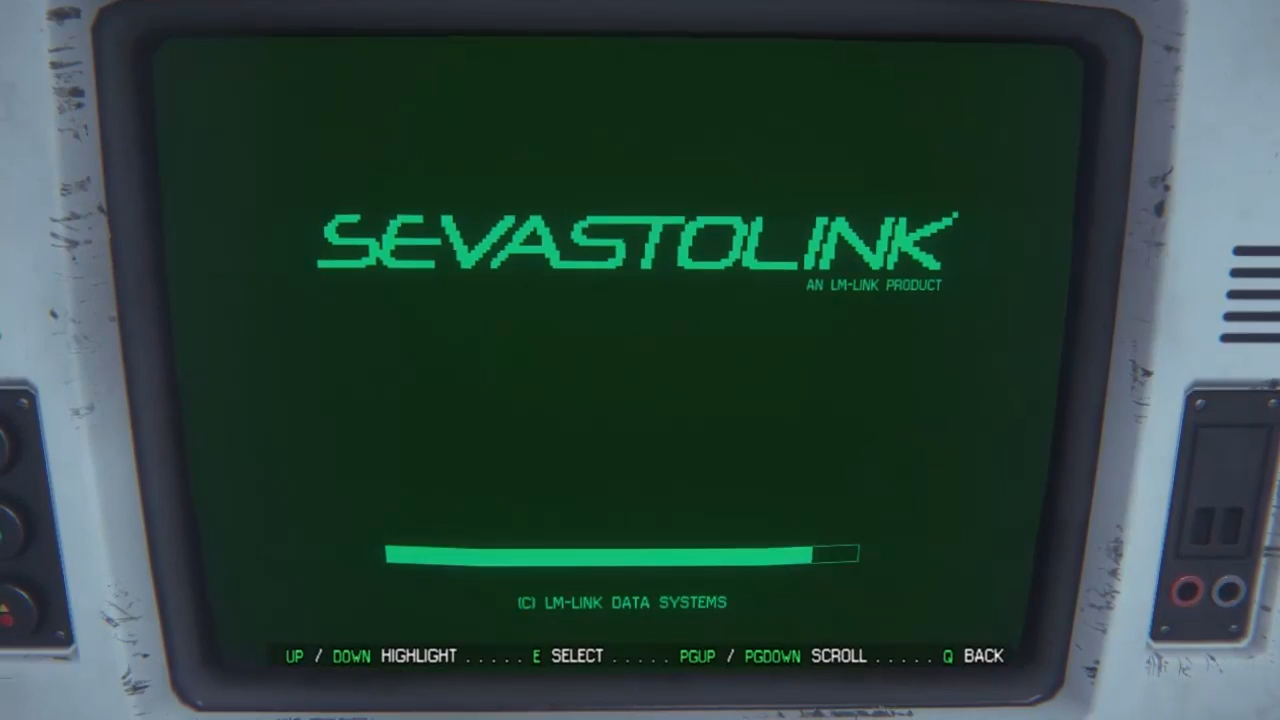 SEVASTOLINK
AN LM-LINK PRODUCT
(C) LM-LINK DATA SYSTEMS
UP / DOWN HIGHLIGHT ..... E SELECT ..... PGUP / PGDOWN SCROLL ..... Q BACK